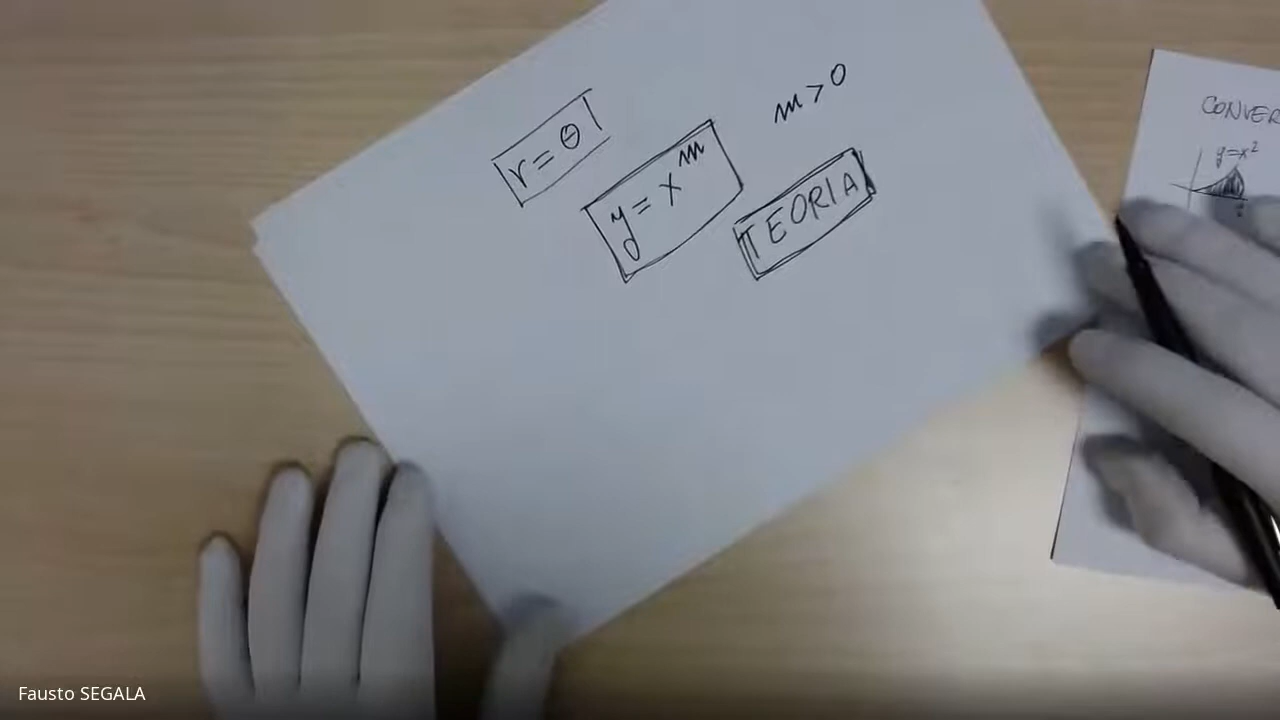 r = θ
y = x^m
m > 0
TEORIA
CONVER
y=x²
Fausto SEGALA